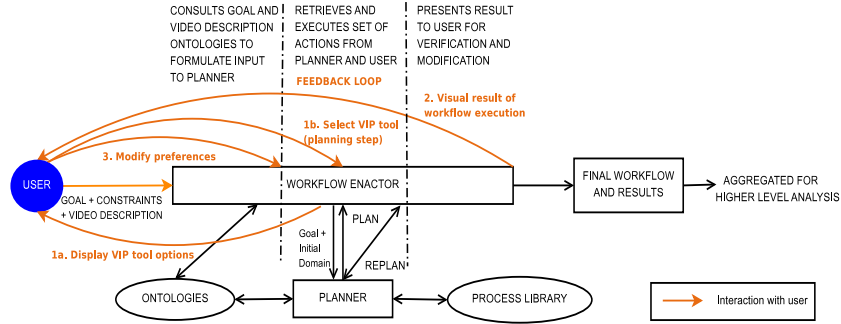 CONSULTS GOAL AND
VIDEO DESCRIPTION
ONTOLOGIES TO
FORMULATE INPUT
TO PLANNER
RETRIEVES AND
EXECUTES SET OF
ACTIONS FROM
PLANNER AND USER
PRESENTS RESULT
TO USER FOR
VERIFICATION AND
MODIFICATION
FEEDBACK LOOP
2. Visual result of
workflow execution
1b. Select VIP tool
(planning step)
3. Modify preferences
USER
WORKFLOW ENACTOR
FINAL WORKFLOW
AND RESULTS
AGGREGATED FOR
HIGHER LEVEL ANALYSIS
GOAL + CONSTRAINTS
+ VIDEO DESCRIPTION
1a. Display VIP tool options
Goal +
Initial
Domain
PLAN
REPLAN
ONTOLOGIES
PLANNER
PROCESS LIBRARY
Interaction with user